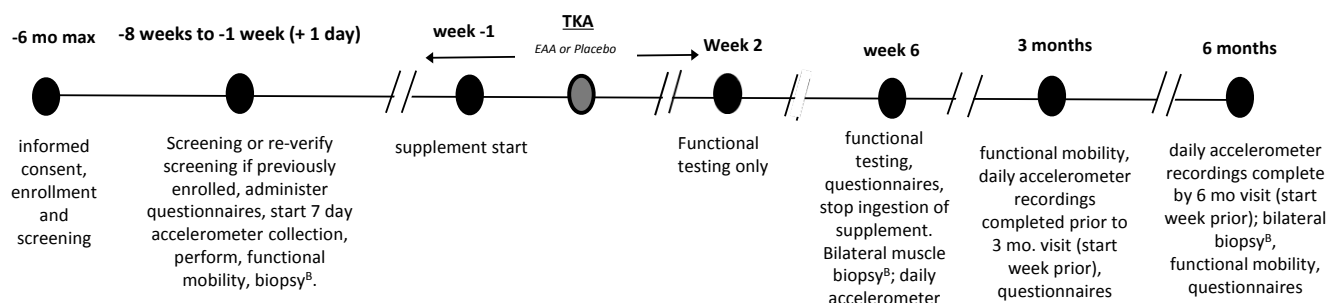 TKA
-6 mo max
-8 weeks to -1 week (+ 1 day)
week -1
EAA or Placebo
Week 2
week 6
3 months
6 months
informed
consent,
enrollment
and
screening
Screening or re-verify
screening if previously
enrolled, administer
questionnaires, start 7 day
accelerometer collection,
perform, functional
mobility, biopsyᴮ.
supplement start
Functional
testing only
functional
testing,
questionnaires,
stop ingestion of
supplement.
Bilateral muscle
biopsyᴮ; daily
accelerometer
functional mobility,
daily accelerometer
recordings
completed prior to
3 mo. visit (start
week prior),
questionnaires
daily accelerometer
recordings complete
by 6 mo visit (start
week prior); bilateral
biopsyᴮ,
functional mobility,
questionnaires